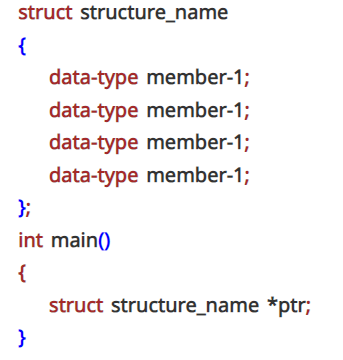 struct structure_name
{
data-type member-1;
data-type member-1;
data-type member-1;
data-type member-1;
};
int main()
{
struct structure_name *ptr;
}